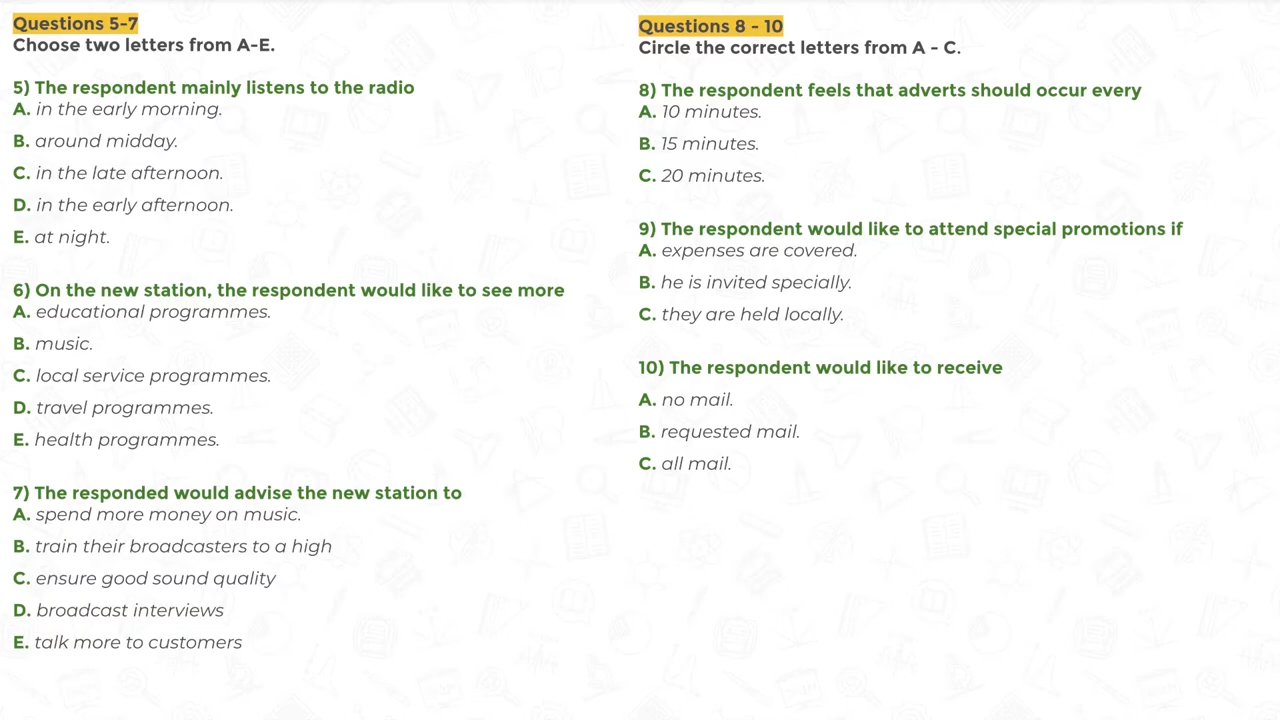 Questions 5-7
Choose two letters from A-E.
5) The respondent mainly listens to the radio
A. in the early morning.
B. around midday.
C. in the late afternoon.
D. in the early afternoon.
E. at night.
6) On the new station, the respondent would like to see more
A. educational programmes.
B. music.
C. local service programmes.
D. travel programmes.
E. health programmes.
7) The responded would advise the new station to
A. spend more money on music.
B. train their broadcasters to a high
C. ensure good sound quality
D. broadcast interviews
E. talk more to customers
Questions 8 - 10
Circle the correct letters from A - C.
8) The respondent feels that adverts should occur every
A. 10 minutes.
B. 15 minutes.
C. 20 minutes.
9) The respondent would like to attend special promotions if
A. expenses are covered.
B. he is invited specially.
C. they are held locally.
10) The respondent would like to receive
A. no mail.
B. requested mail.
C. all mail.